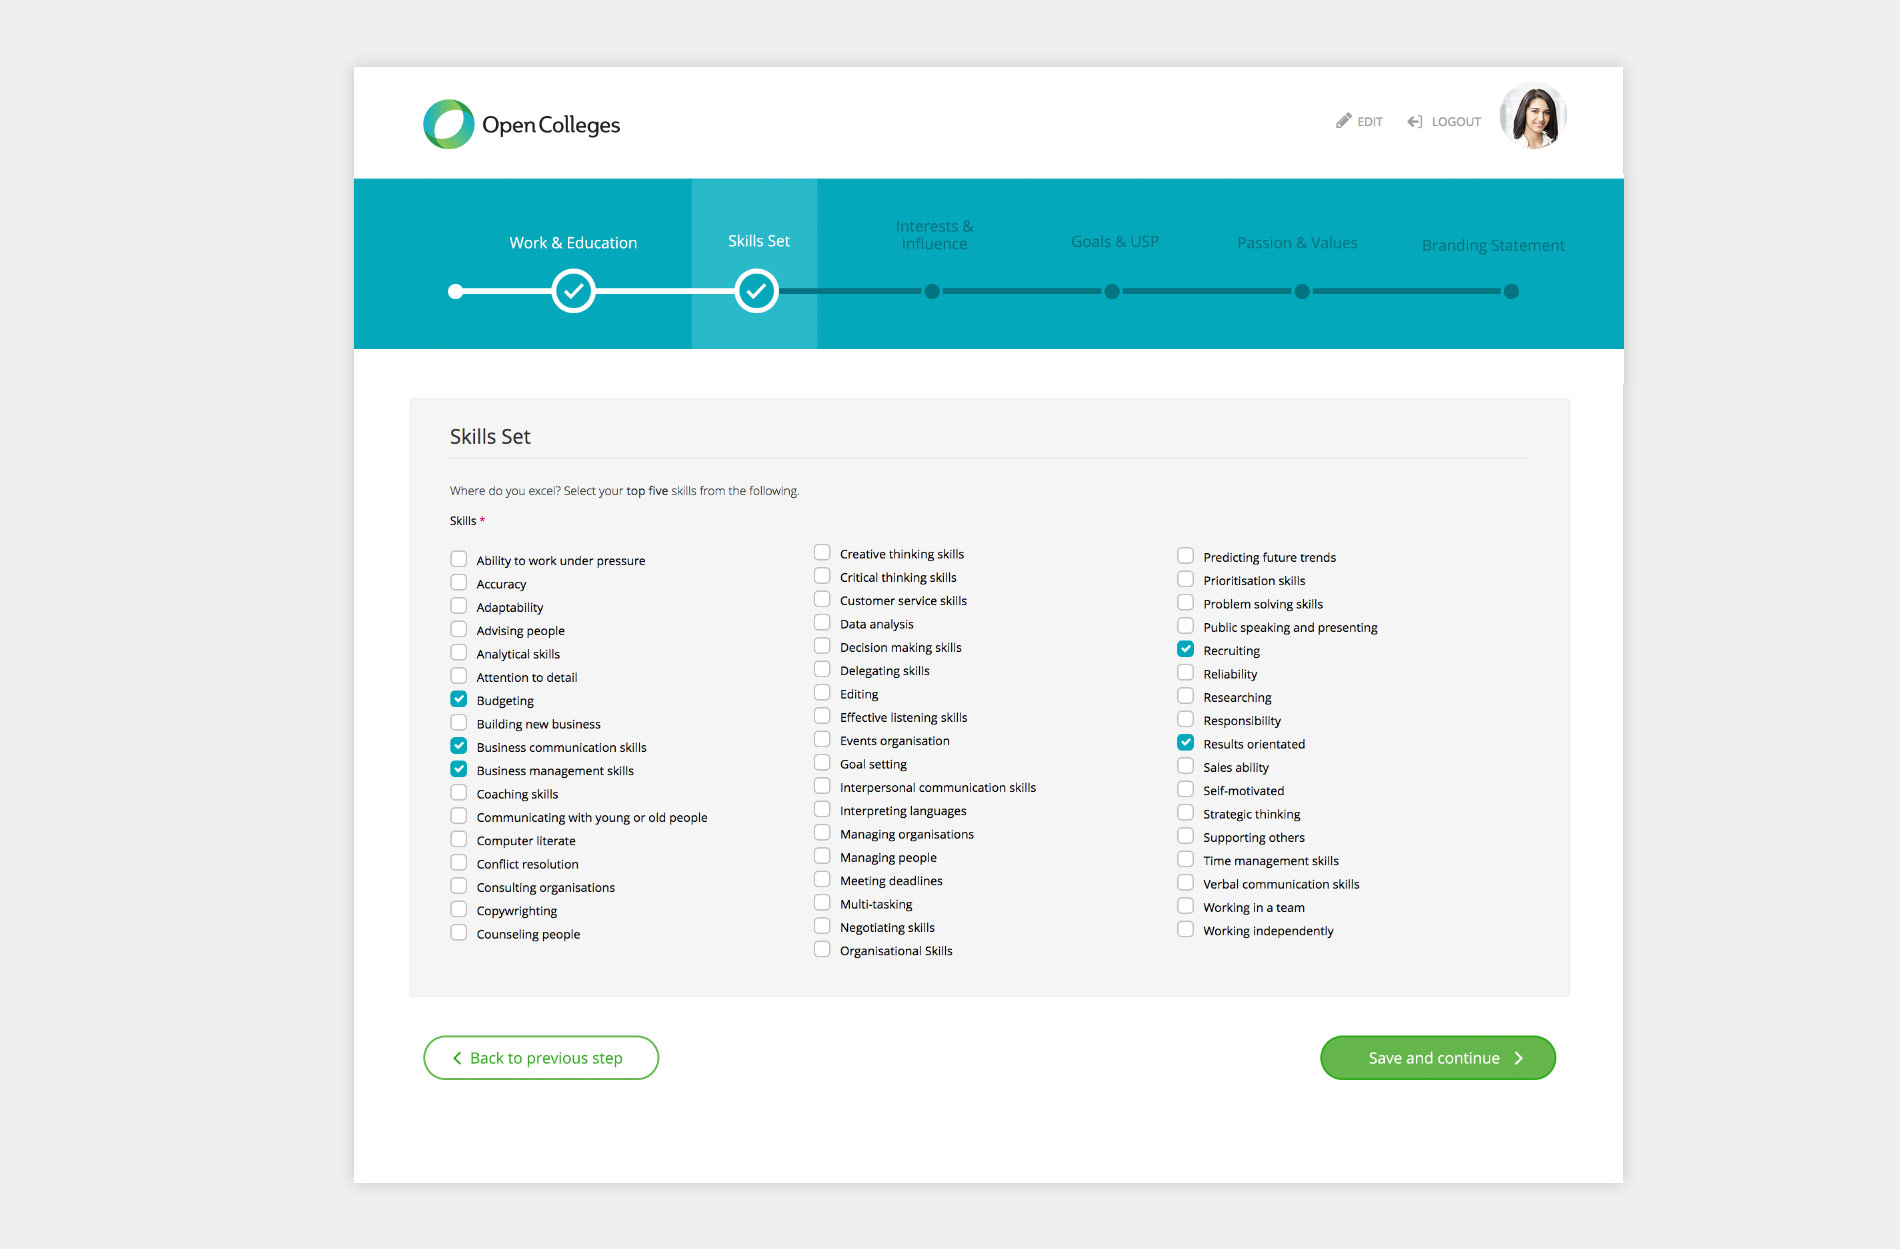 Open Colleges
EDIT
LOGOUT
Work & Education
Skills Set
Interests &
Influence
Goals & USP
Passion & Values
Branding Statement
Skills Set
Where do you excel? Select your top five skills from the following.
Skills *
Ability to work under pressure
Accuracy
Adaptability
Advising people
Analytical skills
Attention to detail
Budgeting
Building new business
Business communication skills
Business management skills
Coaching skills
Communicating with young or old people
Computer literate
Conflict resolution
Consulting organisations
Copywrighting
Counseling people
Creative thinking skills
Critical thinking skills
Customer service skills
Data analysis
Decision making skills
Delegating skills
Editing
Effective listening skills
Events organisation
Goal setting
Interpersonal communication skills
Interpreting languages
Managing organisations
Managing people
Meeting deadlines
Multi-tasking
Negotiating skills
Organisational Skills
Predicting future trends
Prioritisation skills
Problem solving skills
Public speaking and presenting
Recruiting
Reliability
Researching
Responsibility
Results orientated
Sales ability
Self-motivated
Strategic thinking
Supporting others
Time management skills
Verbal communication skills
Working in a team
Working independently
Back to previous step
Save and continue